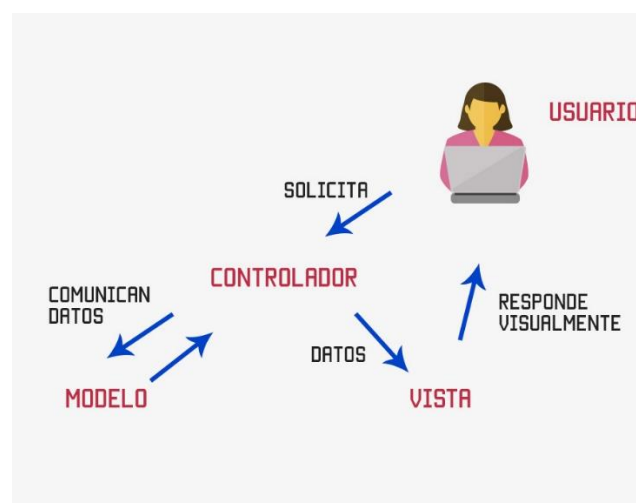 USUARIO
SOLICITA
CONTROLADOR
COMUNICAN
DATOS
RESPONDE
VISUALMENTE
DATOS
MODELO
VISTA